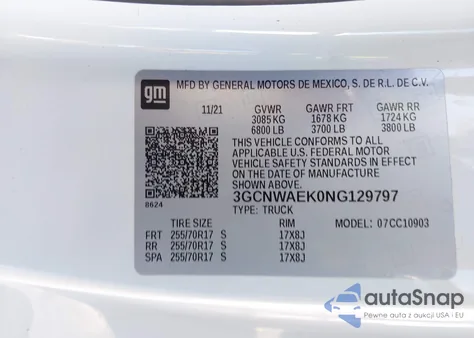 gm
MFD BY GENERAL MOTORS DE MEXICO, S. DE R.L. DE C.V.
11/21 GVWR GAWR FRT GAWR RR
3085 KG 1678 KG 1724 KG
6800 LB 3700 LB 3800 LB
THIS VEHICLE CONFORMS TO ALL
APPLICABLE U.S. FEDERAL MOTOR
VEHICLE SAFETY STANDARDS IN EFFECT
ON THE DATE OF MANUFACTURE
SHOWN ABOVE.
3GCNWAEK0NG129797
8624
TYPE: TRUCK MODEL: 07CC10903
TIRE SIZE RIM
FRT 255/70R17 S 17X8J
RR 255/70R17 S 17X8J
SPA 255/70R17 S 17X8J
autoSnap
Pewne auta z aukcji USA i EU